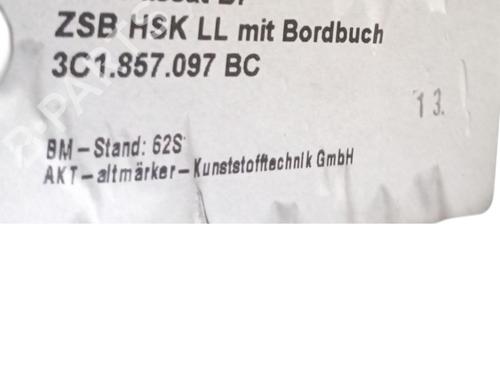 ZSB HSK LL mit Bordbuch
3C1.857.097 BC
13.
BM-Stand: 62S
AKT-altmärker-Kunststofftechnik GmbH